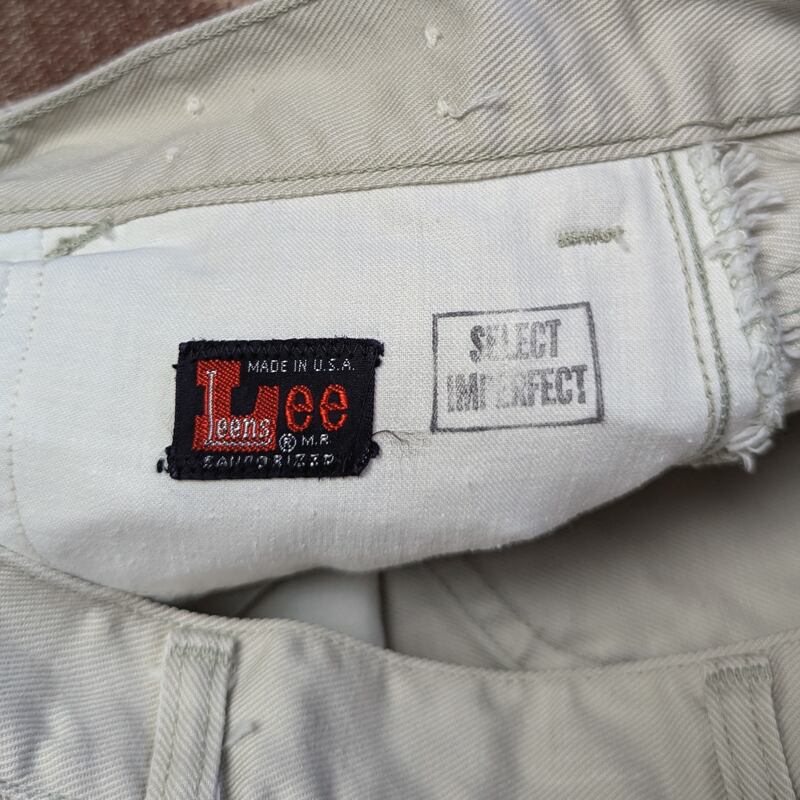 MADE IN U.S.A.
Lee
Leens
® M.R.
SANFORIZED
SELECT
IMPERFECT